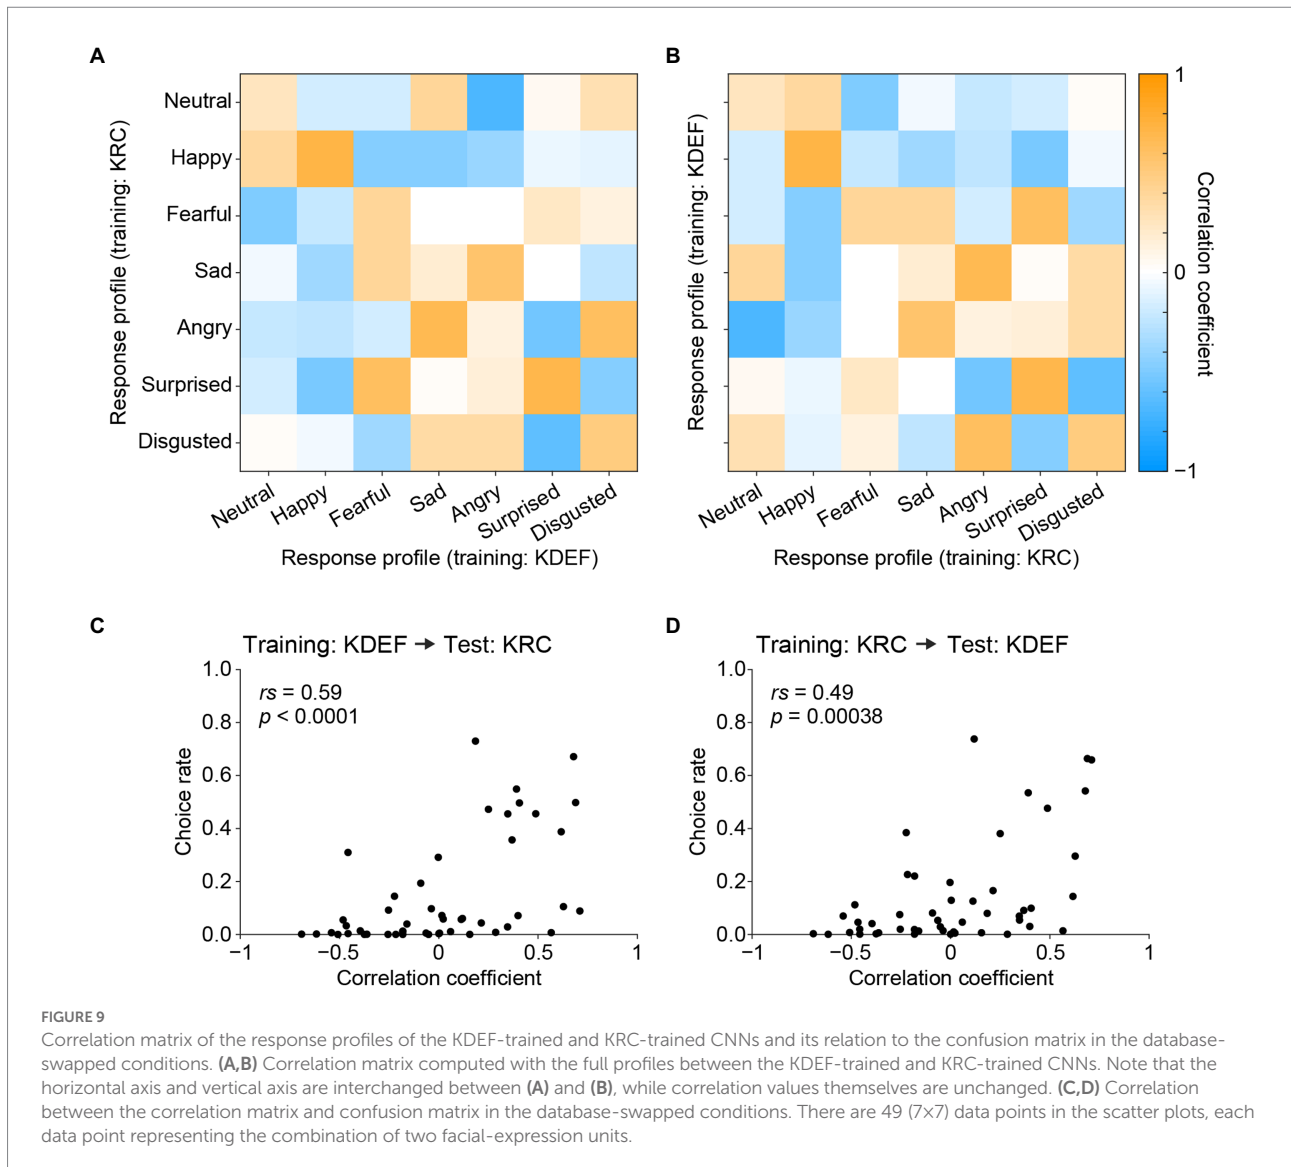 A
B
Response profile (training: KRC)
Neutral
Happy
Fearful
Sad
Angry
Surprised
Disgusted
Neutral
Happy
Fearful
Sad
Angry
Surprised
Disgusted
Response profile (training: KDEF)
Response profile (training: KDEF)
Neutral
Happy
Fearful
Sad
Angry
Surprised
Disgusted
Response profile (training: KRC)
1
0
−1
Correlation coefficient
C
Training: KDEF → Test: KRC
rs = 0.59
p < 0.0001
1.0
0.8
0.6
0.4
0.2
0.0
Choice rate
−1
−0.5
0
0.5
1
Correlation coefficient
D
Training: KRC → Test: KDEF
rs = 0.49
p = 0.00038
1.0
0.8
0.6
0.4
0.2
0.0
Choice rate
−1
−0.5
0
0.5
1
Correlation coefficient
FIGURE 9
Correlation matrix of the response profiles of the KDEF-trained and KRC-trained CNNs and its relation to the confusion matrix in the database-
swapped conditions. (A,B) Correlation matrix computed with the full profiles between the KDEF-trained and KRC-trained CNNs. Note that the
horizontal axis and vertical axis are interchanged between (A) and (B), while correlation values themselves are unchanged. (C,D) Correlation
between the correlation matrix and confusion matrix in the database-swapped conditions. There are 49 (7×7) data points in the scatter plots, each
data point representing the combination of two facial-expression units.